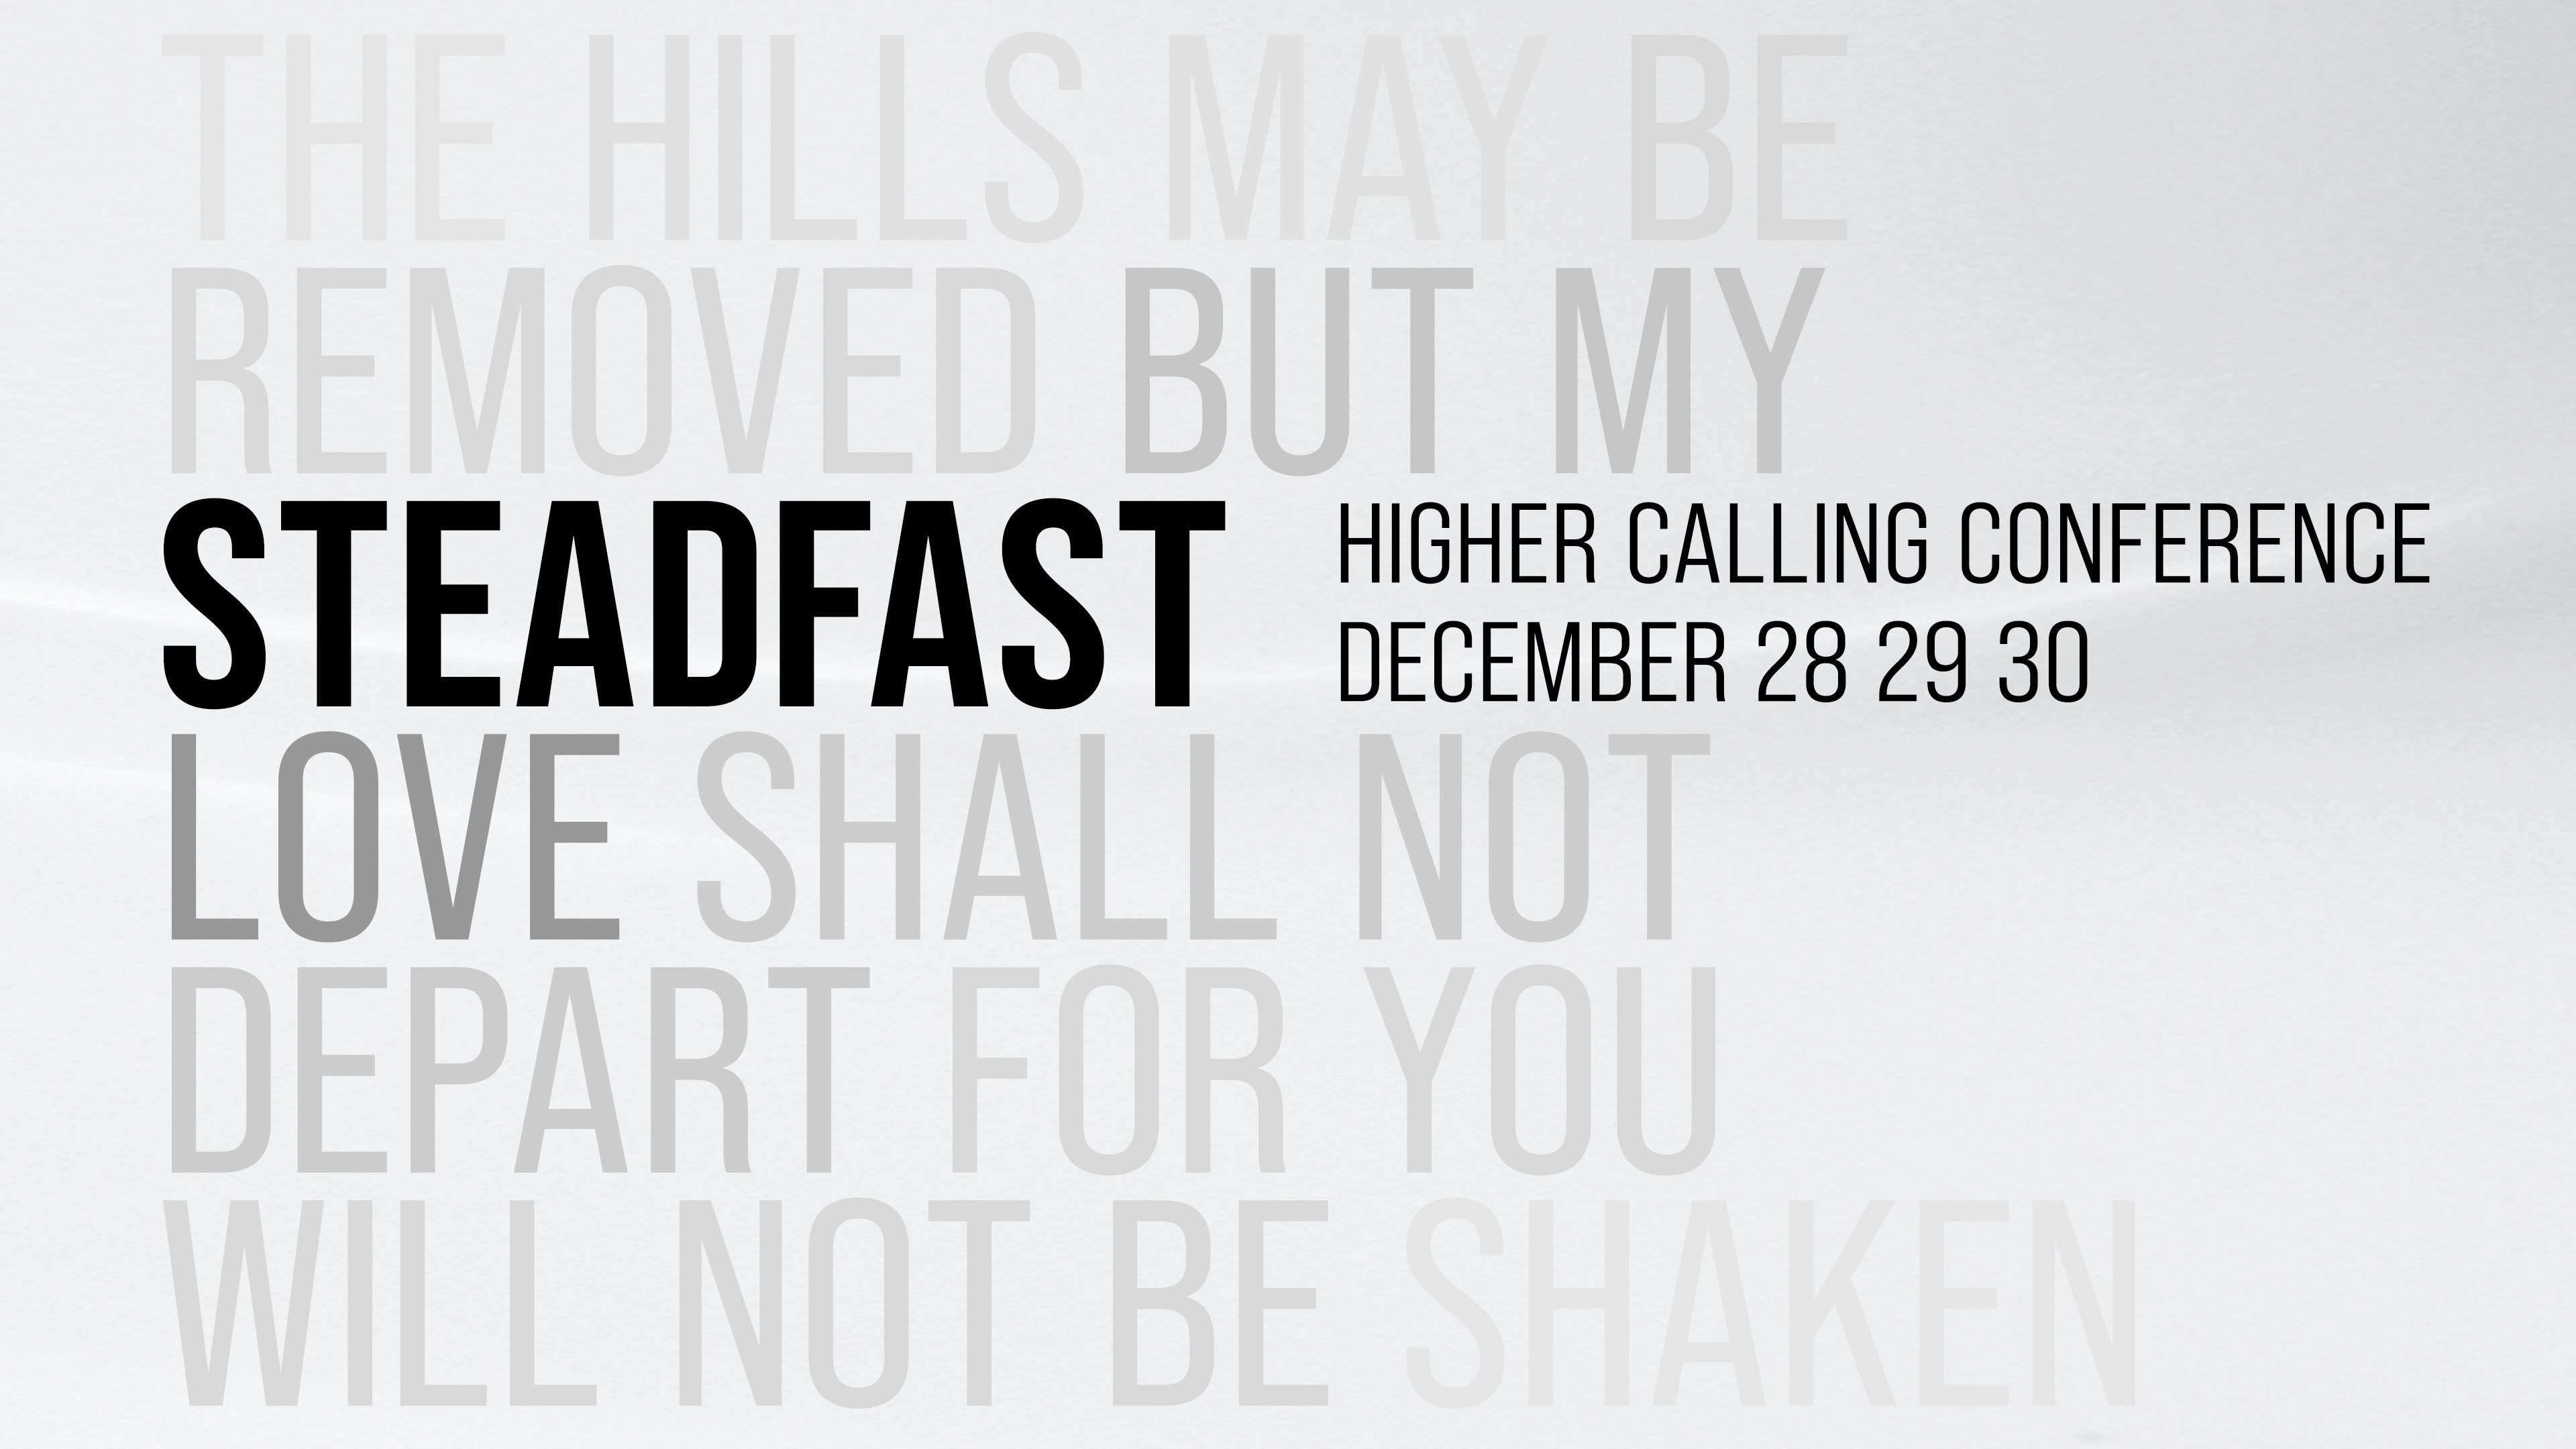 THE HILLS MAY BE
REMOVED BUT MY
STEADFAST
HIGHER CALLING CONFERENCE
DECEMBER 28 29 30
LOVE SHALL NOT
DEPART FOR YOU
WILL NOT BE SHAKEN